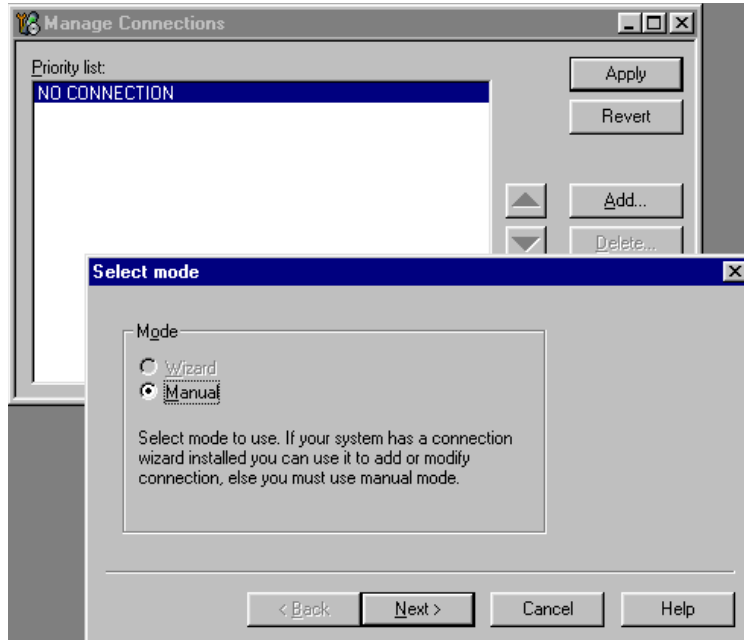 Manage Connections
Priority list:
NO CONNECTION
Apply
Revert
Add...
Delete...
Select mode
Mode
Wizard
Manual
Select mode to use. If your system has a connection
wizard installed you can use it to add or modify
connection, else you must use manual mode.
< Back
Next >
Cancel
Help